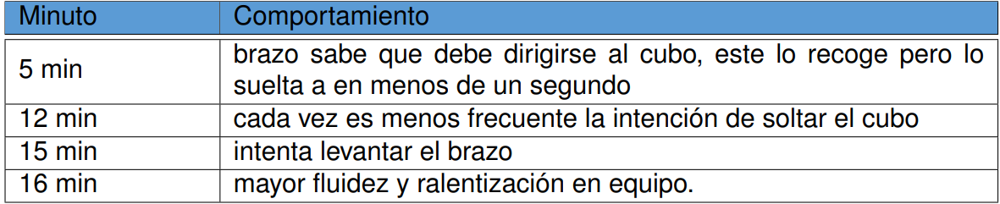 Minuto Comportamiento
5 min brazo sabe que debe dirigirse al cubo, este lo recoge pero lo
suelta a en menos de un segundo
12 min cada vez es menos frecuente la intención de soltar el cubo
15 min intenta levantar el brazo
16 min mayor fluidez y ralentización en equipo.